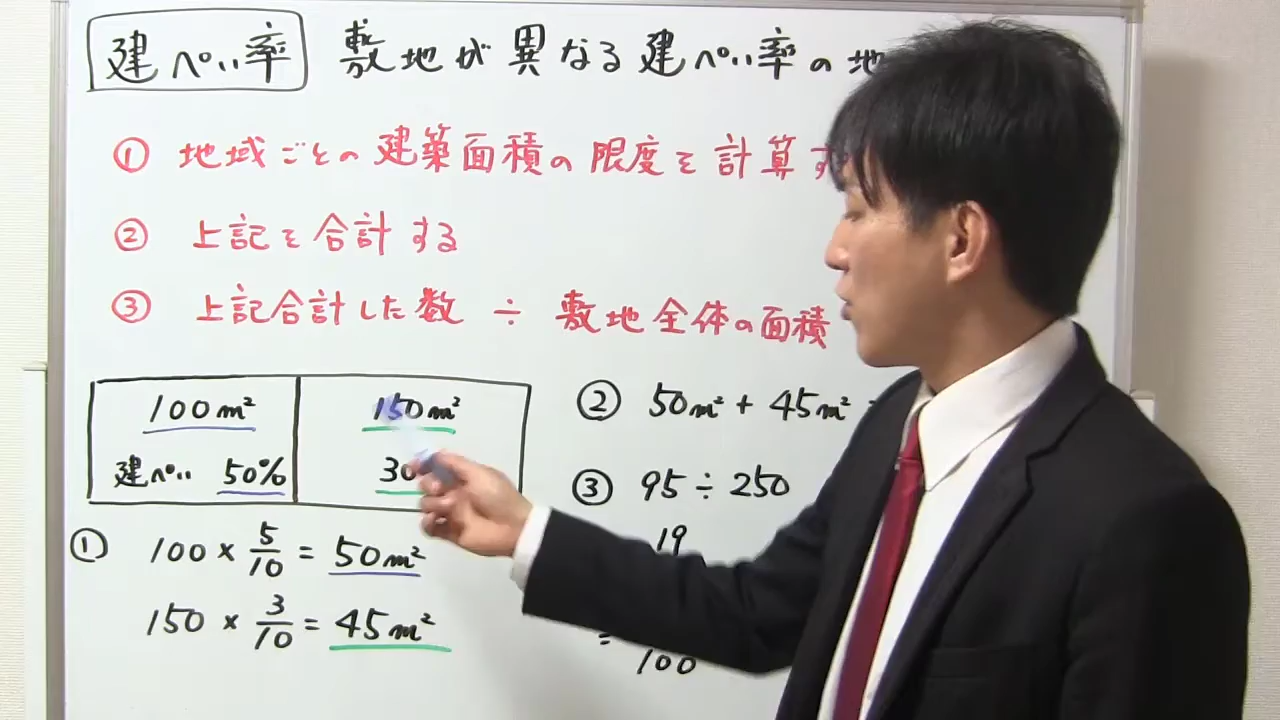 建ぺい率 敷地が異なる建ぺい率の地
① 地域ごとの建築面積の限度を計算す
② 上記を合計する
③ 上記合計した数 ÷ 敷地全体の面積
100m² 150m²
建ぺい 50% 30
① 100 × 5/10 = 50m²
150 × 3/10 = 45m²
② 50m² + 45m²
③ 95 ÷ 250
19
=
100